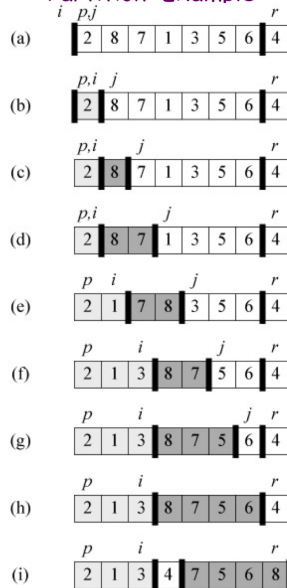 i p,j r
(a) 2 8 7 1 3 5 6 4
p,i j r
(b) 2 8 7 1 3 5 6 4
p,i j r
(c) 2 8 7 1 3 5 6 4
p,i j r
(d) 2 8 7 1 3 5 6 4
p i j r
(e) 2 1 7 8 3 5 6 4
p i j r
(f) 2 1 3 8 7 5 6 4
p i j r
(g) 2 1 3 8 7 5 6 4
p i r
(h) 2 1 3 8 7 5 6 4
p i r
(i) 2 1 3 4 7 5 6 8